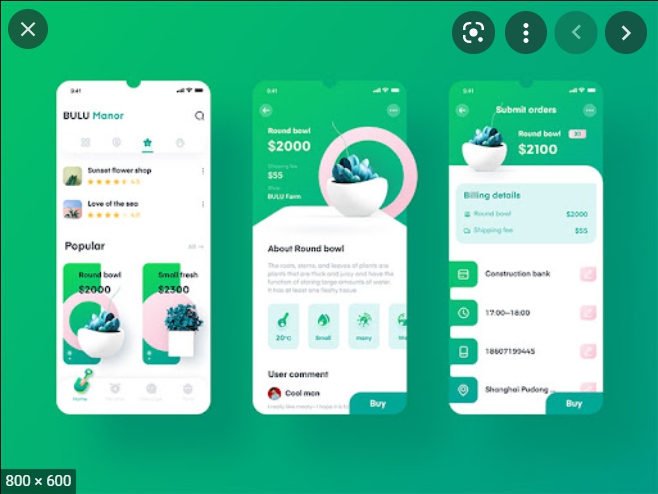 9:41
BULU Manor
Sunset flower shop
4.5
Love of the sea
4.0
Popular
All →
Round bowl
$2000
Small fresh
$2300
Home
9:41
Round bowl
$2000
Shipping fee
$55
BULU Farm
About Round bowl
The roots, stems, and leaves of plants are
plants that are thick and juicy and have the
function of storing large amounts of water.
It has at least one fleshy tissue
20°C
Small
many
User comment
Cool man
Buy
9:41
Submit orders
Round bowl
X1
$2100
Billing details
Round bowl
$2000
Shipping fee
$55
Construction bank
17:00–18:00
18607199445
Shanghai Pudong ...
Buy
800 × 600